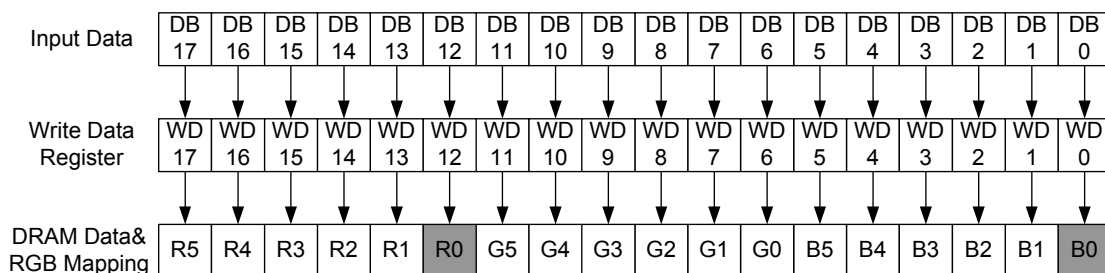 Input Data
DB DB DB DB DB DB DB DB DB DB DB DB DB DB DB DB DB DB
17 16 15 14 13 12 11 10 9 8 7 6 5 4 3 2 1 0
Write Data
Register
WD WD WD WD WD WD WD WD WD WD WD WD WD WD WD WD WD WD
17 16 15 14 13 12 11 10 9 8 7 6 5 4 3 2 1 0
DRAM Data&
RGB Mapping
R5 R4 R3 R2 R1 R0 G5 G4 G3 G2 G1 G0 B5 B4 B3 B2 B1 B0